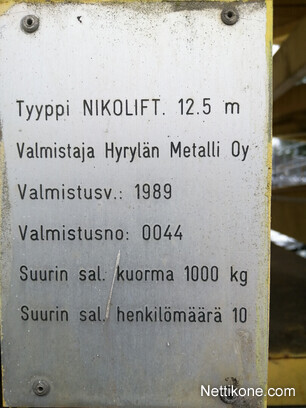 Tyyppi NIKOLIFT. 12.5 m
Valmistaja Hyrylän Metalli Oy
Valmistusv.: 1989
Valmistusno: 0044
Suurin sal. kuorma 1000 kg
Suurin sal. henkilömäärä 10
Nettikone.com